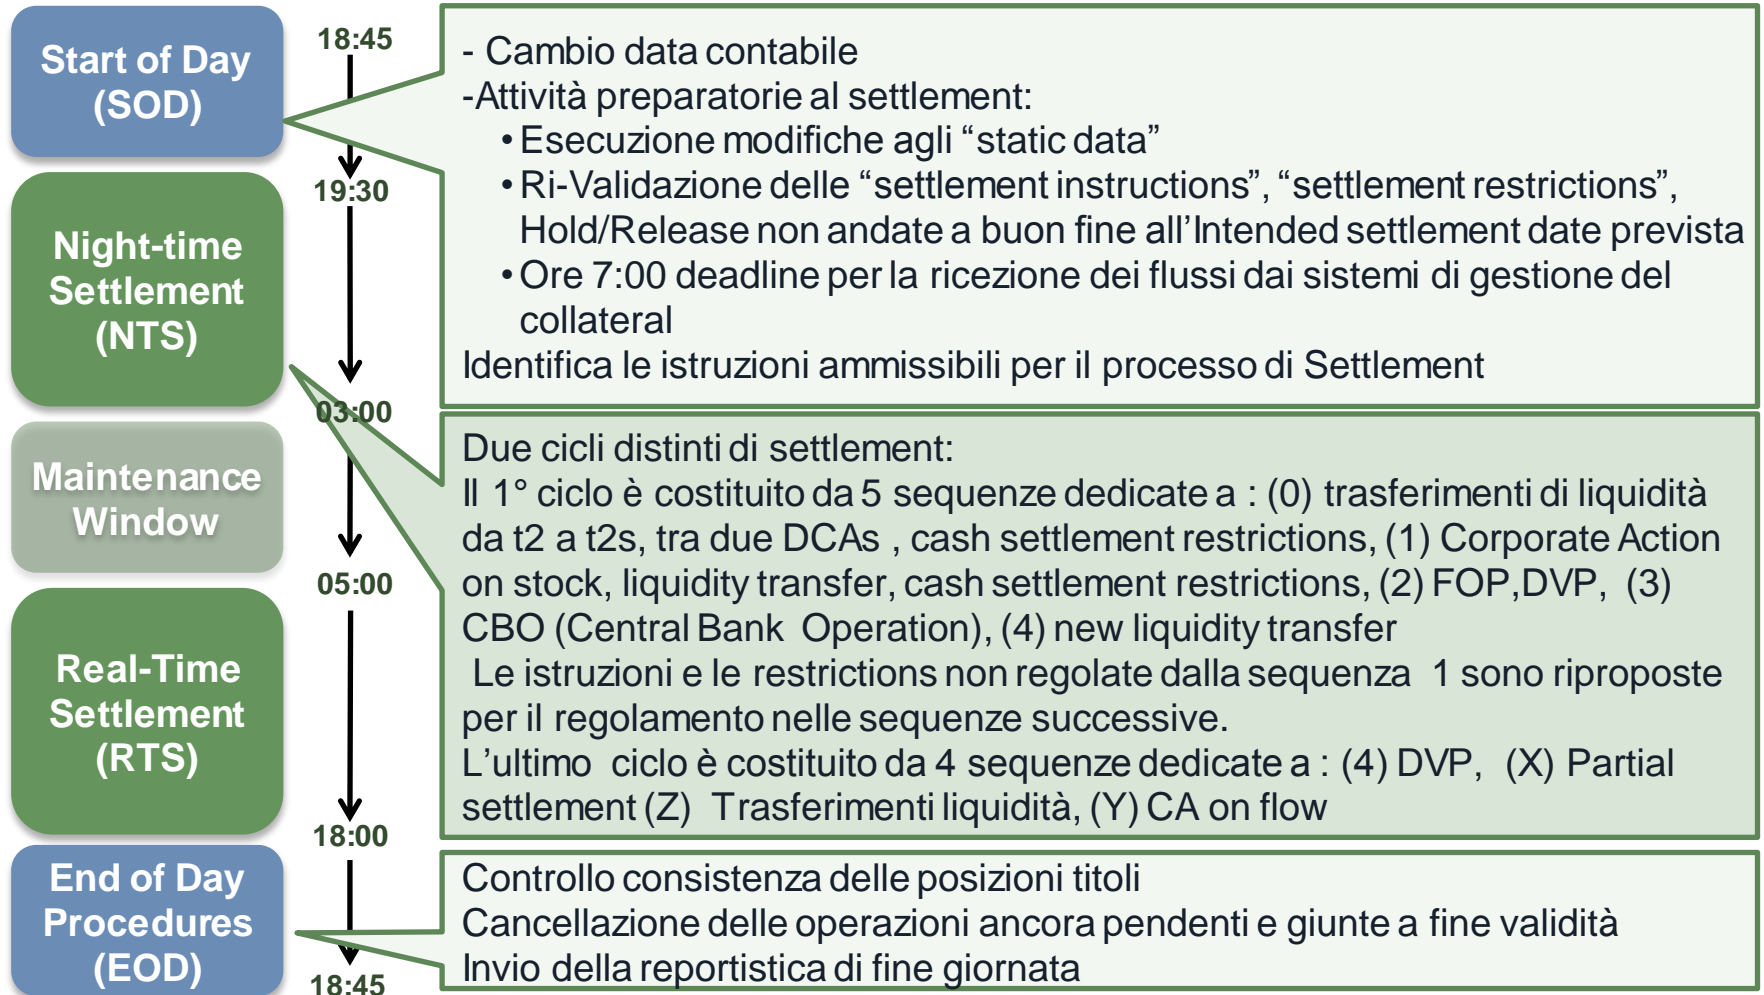 Start of Day
(SOD)
18:45
19:30
Night-time
Settlement
(NTS)
03:00
Maintenance
Window
05:00
Real-Time
Settlement
(RTS)
18:00
End of Day
Procedures
(EOD)
18:45
- Cambio data contabile
-Attività preparatorie al settlement:
•Esecuzione modifiche agli “static data”
•Ri-Validazione delle “settlement instructions”, “settlement restrictions”,
Hold/Release non andate a buon fine all’Intended settlement date prevista
•Ore 7:00 deadline per la ricezione dei flussi dai sistemi di gestione del
collateral
Identifica le istruzioni ammissibili per il processo di Settlement
Due cicli distinti di settlement:
Il 1° ciclo è costituito da 5 sequenze dedicate a : (0) trasferimenti di liquidità
da t2 a t2s, tra due DCAs , cash settlement restrictions, (1) Corporate Action
on stock, liquidity transfer, cash settlement restrictions, (2) FOP,DVP, (3)
CBO (Central Bank Operation), (4) new liquidity transfer
Le istruzioni e le restrictions non regolate dalla sequenza 1 sono riproposte
per il regolamento nelle sequenze successive.
L’ultimo ciclo è costituito da 4 sequenze dedicate a : (4) DVP, (X) Partial
settlement (Z) Trasferimenti liquidità, (Y) CA on flow
Controllo consistenza delle posizioni titoli
Cancellazione delle operazioni ancora pendenti e giunte a fine validità
Invio della reportistica di fine giornata